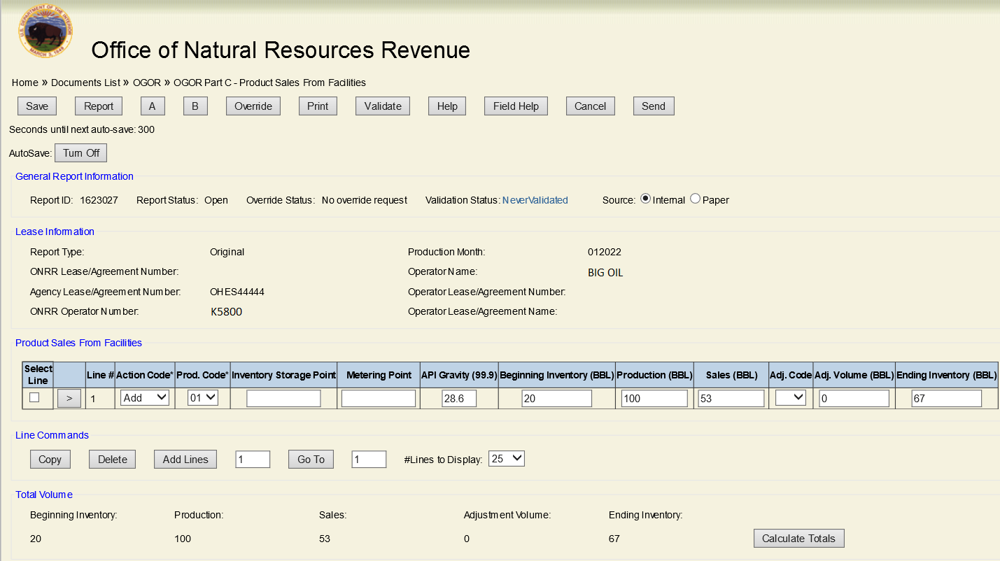 U.S. DEPARTMENT OF THE INTERIOR
MARCH 3, 1849
Office of Natural Resources Revenue
Home » Documents List » OGOR » OGOR Part C - Product Sales From Facilities
Save Report A B Override Print Validate Help Field Help Cancel Send
Seconds until next auto-save: 300
AutoSave: Turn Off
General Report Information
Report ID: 1623027 Report Status: Open Override Status: No override request Validation Status: NeverValidated Source: Internal Paper
Lease Information
Report Type: Original Production Month: 012022
ONRR Lease/Agreement Number: Operator Name: BIG OIL
Agency Lease/Agreement Number: OHES44444 Operator Lease/Agreement Number:
ONRR Operator Number: K5800 Operator Lease/Agreement Name:
Product Sales From Facilities
Select Line Line # Action Code* Prod. Code* Inventory Storage Point Metering Point API Gravity (99.9) Beginning Inventory (BBL) Production (BBL) Sales (BBL) Adj. Code Adj. Volume (BBL) Ending Inventory (BBL)
> 1 Add 01 28.6 20 100 53 0 67
Line Commands
Copy Delete Add Lines 1 Go To 1 #Lines to Display: 25
Total Volume
Beginning Inventory: Production: Sales: Adjustment Volume: Ending Inventory:
20 100 53 0 67 Calculate Totals